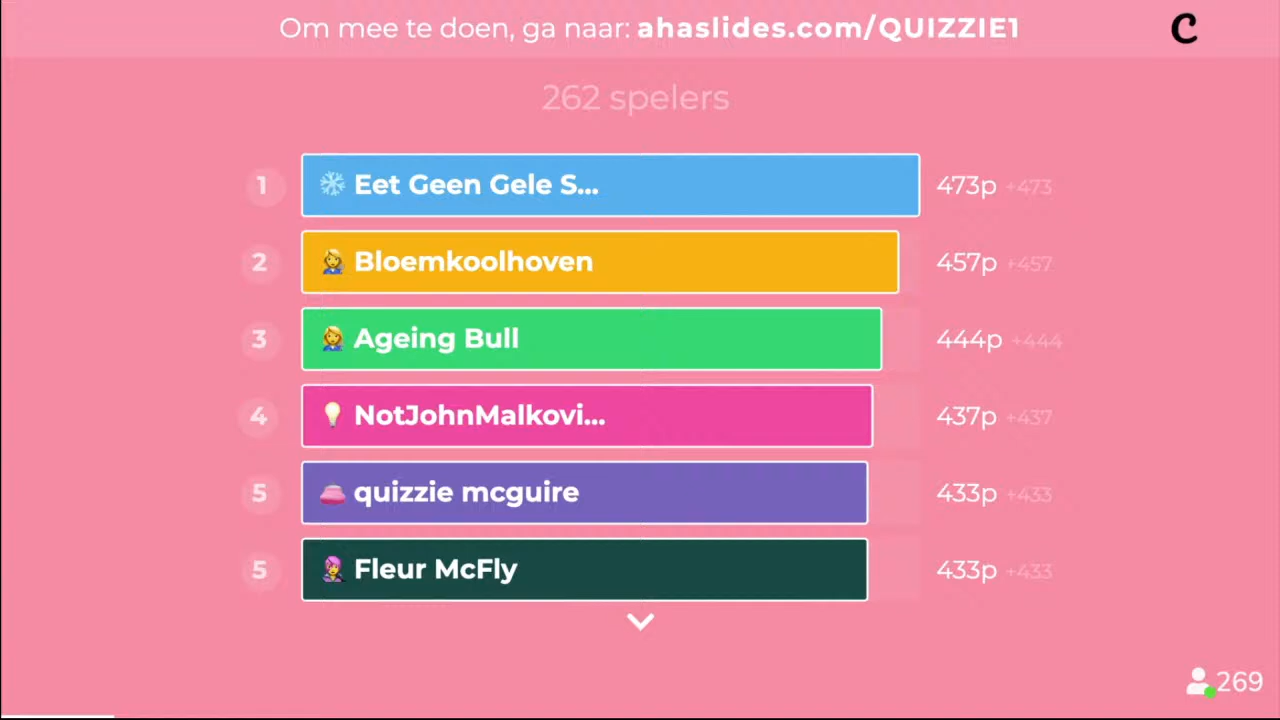 Om mee te doen, ga naar: ahaslides.com/QUIZZIE1
C
262 spelers
1 Eet Geen Gele S... 473p +473
2 Bloemkoolhoven 457p +457
3 Ageing Bull 444p +444
4 NotJohnMalkovi... 437p +437
5 quizzie mcguire 433p +433
5 Fleur McFly 433p +433
269